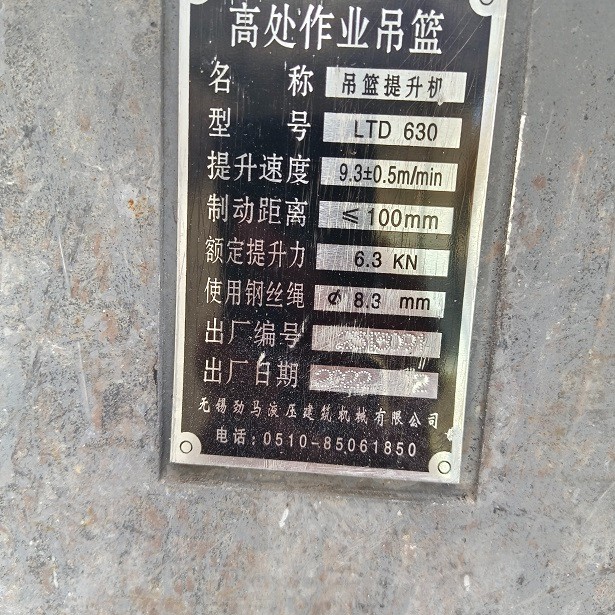 高处作业吊篮
名 称 吊篮提升机
型 号 LTD 630
提升速度 9.3±0.5m/min
制动距离 ≤100mm
额定提升力 6.3 KN
使用钢丝绳 ф 8.3 mm
出厂编号
出厂日期
无锡劲马液压建筑机械有限公司
电话:0510-85061850